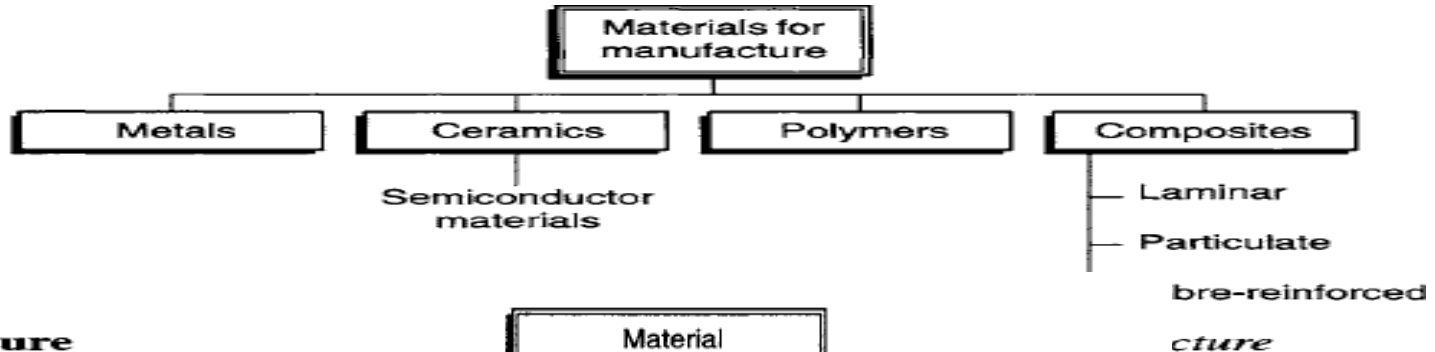 Materials for
manufacture
Metals
Ceramics
Polymers
Composites
Semiconductor
materials
Laminar
Particulate
bre-reinforced
Material
ure
cture